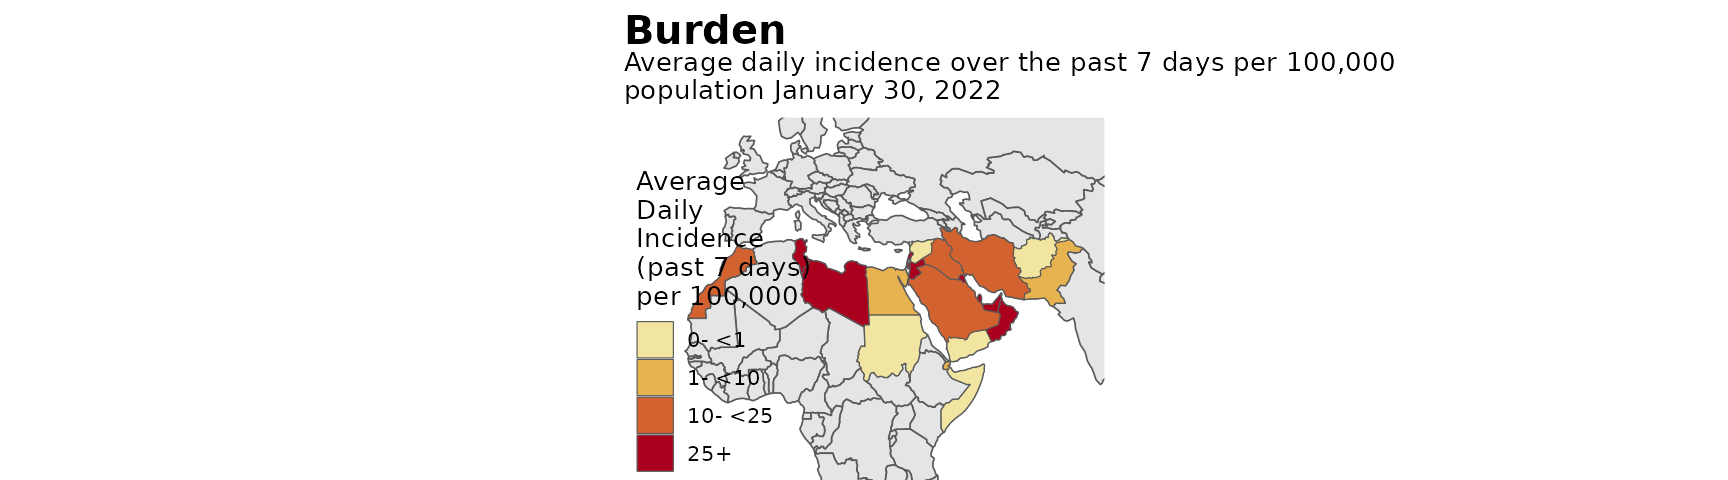 Burden
Average daily incidence over the past 7 days per 100,000
population January 30, 2022
Average
Daily
Incidence
(past 7 days)
per 100,000
0- <1
1- <10
10- <25
25+